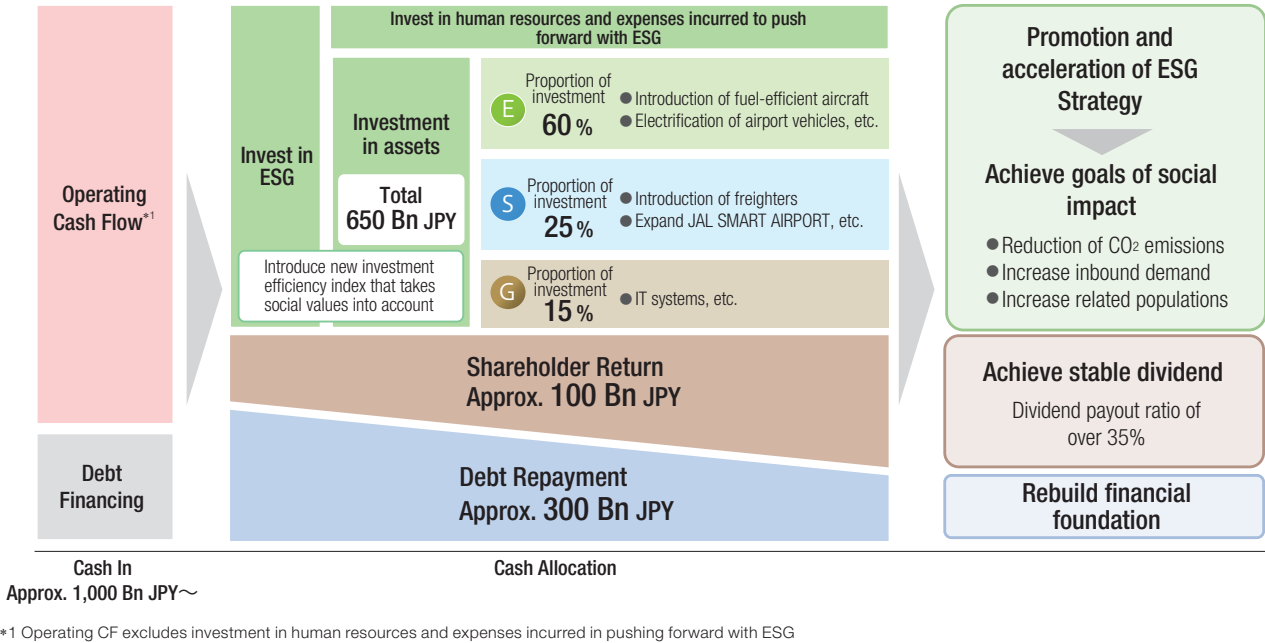 Operating
Cash Flow*1
Debt
Financing
Cash In
Approx. 1,000 Bn JPY～
Invest in
ESG
Invest in human resources and expenses incurred to push
forward with ESG
Investment
in assets
Total
650 Bn JPY
Introduce new investment
efficiency index that takes
social values into account
E
Proportion of
investment
60 %
● Introduction of fuel-efficient aircraft
● Electrification of airport vehicles, etc.
S
Proportion of
investment
25 %
● Introduction of freighters
● Expand JAL SMART AIRPORT, etc.
G
Proportion of
investment
15 %
● IT systems, etc.
Shareholder Return
Approx. 100 Bn JPY
Debt Repayment
Approx. 300 Bn JPY
Cash Allocation
Promotion and
acceleration of ESG
Strategy
Achieve goals of social
impact
● Reduction of CO2 emissions
● Increase inbound demand
● Increase related populations
Achieve stable dividend
Dividend payout ratio of
over 35%
Rebuild financial
foundation
*1 Operating CF excludes investment in human resources and expenses incurred in pushing forward with ESG